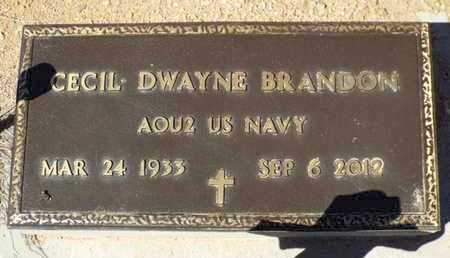 CECIL DWAYNE BRANDON
AOU2 US NAVY
MAR 24 1933 SEP 6 2012